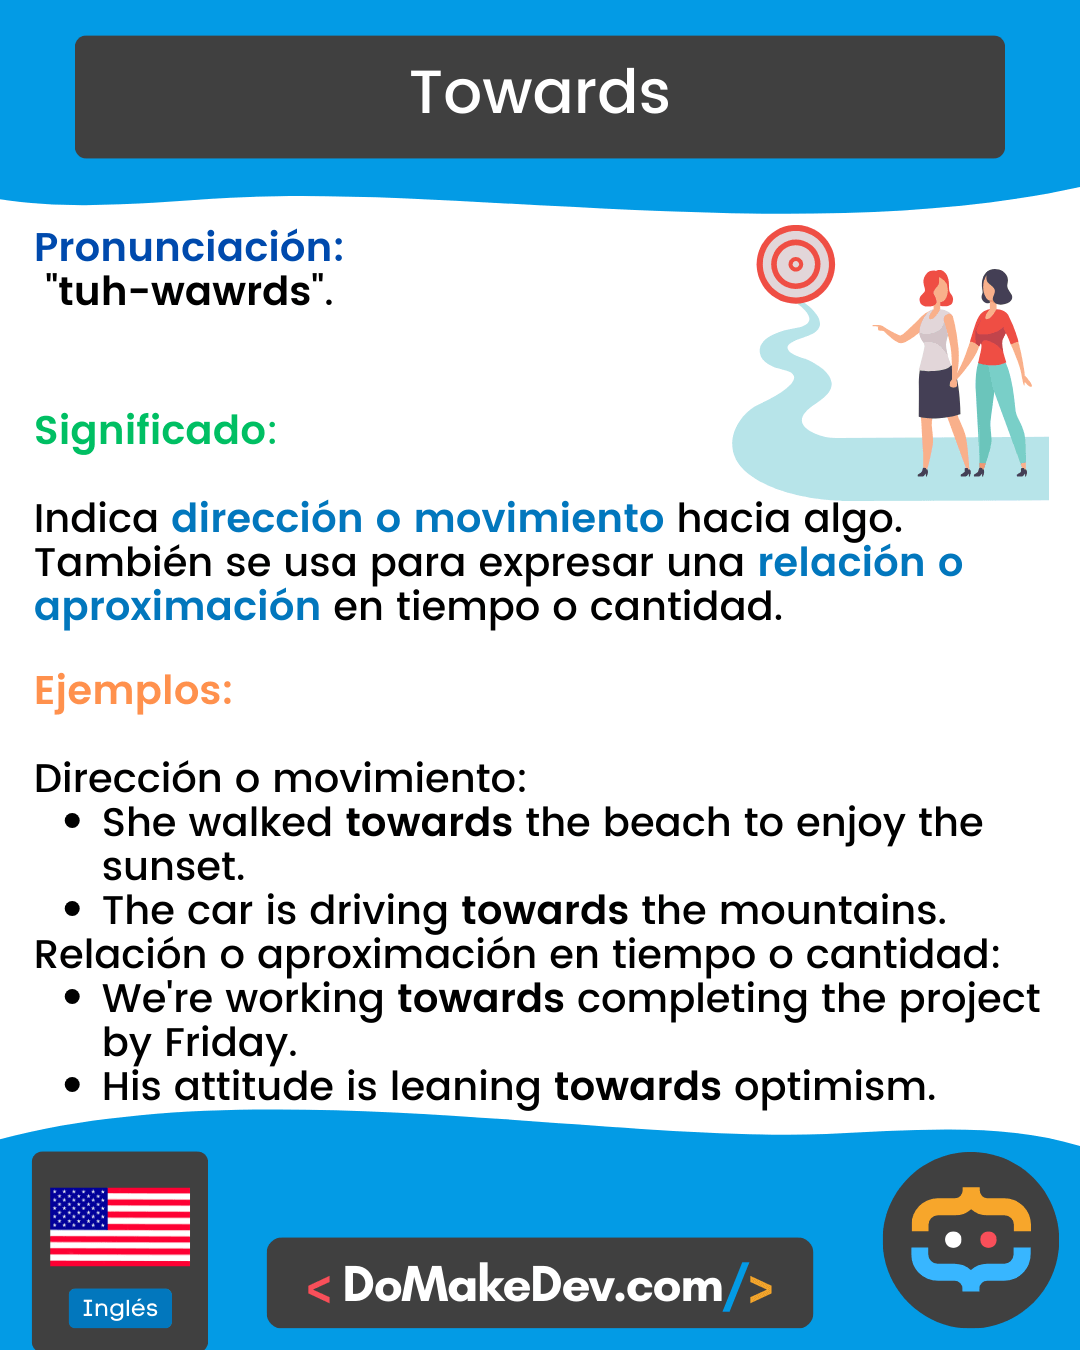 Towards
Pronunciación:
"tuh-wawrds".
Significado:
Indica dirección o movimiento hacia algo.
También se usa para expresar una relación o
aproximación en tiempo o cantidad.
Ejemplos:
Dirección o movimiento:
• She walked towards the beach to enjoy the
sunset.
• The car is driving towards the mountains.
Relación o aproximación en tiempo o cantidad:
• We're working towards completing the project
by Friday.
• His attitude is leaning towards optimism.
Inglés
< DoMakeDev.com/>